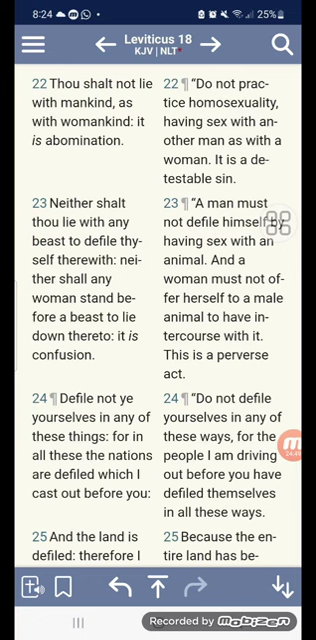 8:24
25%
Leviticus 18
KJV | NLT
22 Thou shalt not lie
with mankind, as
with womankind: it
is abomination.
23 Neither shalt
thou lie with any
beast to defile thy-
self therewith: nei-
ther shall any
woman stand be-
fore a beast to lie
down thereto: it is
confusion.
24 ¶ Defile not ye
yourselves in any of
these things: for in
all these the nations
are defiled which I
cast out before you:
25 And the land is
defiled: therefore I
22 ¶ “Do not prac-
tice homosexuality,
having sex with an-
other man as with a
woman. It is a de-
testable sin.
23 ¶ “A man must
not defile himself by
having sex with an
animal. And a
woman must not of-
fer herself to a male
animal to have in-
tercourse with it.
This is a perverse
act.
24 ¶ “Do not defile
yourselves in any of
these ways, for the
people I am driving
out before you have
defiled themselves
in all these ways.
25 Because the en-
tire land has be-
Recorded by Mobizen